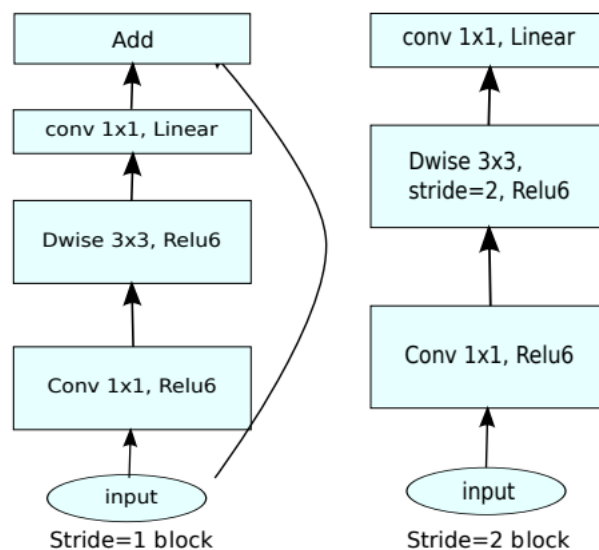 Add
conv 1x1, Linear
Dwise 3x3, Relu6
Conv 1x1, Relu6
input
Stride=1 block
conv 1x1, Linear
Dwise 3x3,
stride=2, Relu6
Conv 1x1, Relu6
input
Stride=2 block